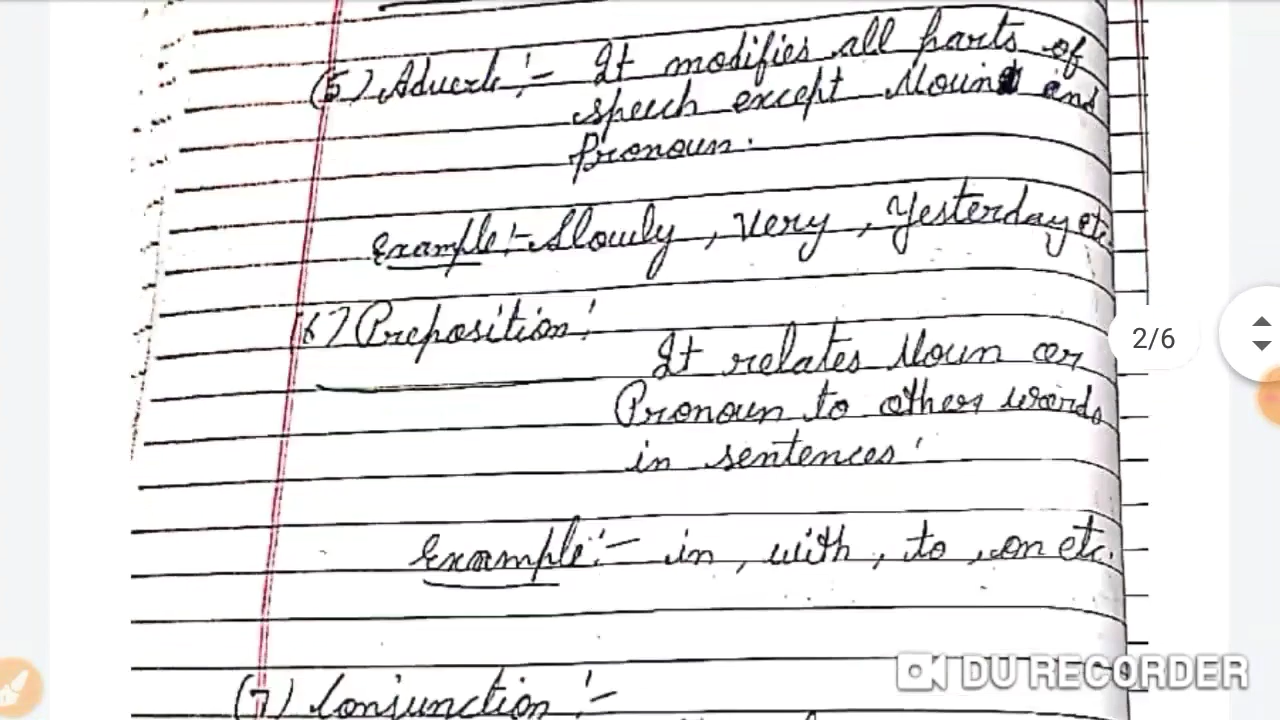 (5) Adverb :- It modifies all parts of
speech except Noun and
Pronoun.
Example :- Slowly, Very, Yesterday etc.
(6) Preposition :
It relates Noun or
Pronoun to others words
in sentences
Example :- in, with, to, on etc.
2/6
(7) Conjunction :-
DU RECORDER